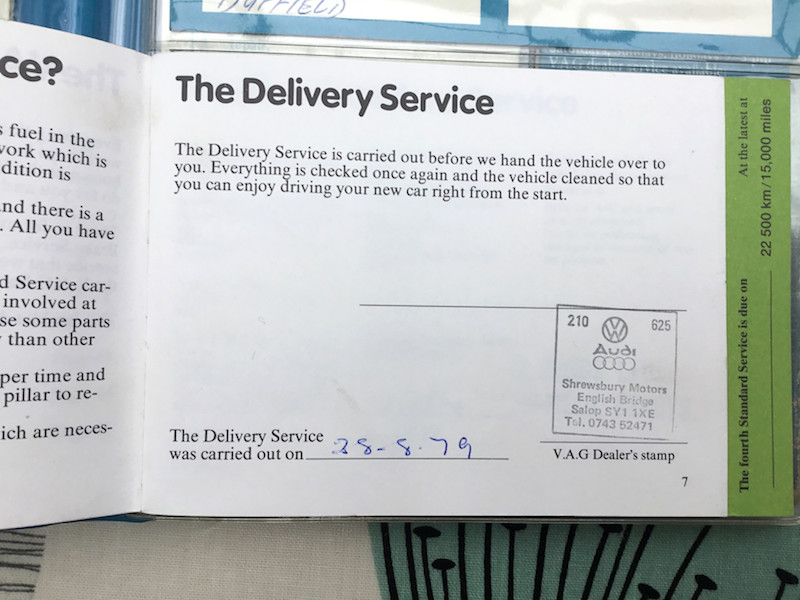 DUFFIELD
ce?
s fuel in the
work which is
dition is
nd there is a
. All you have
d Service car-
involved at
se some parts
than other
per time and
pillar to re-
ich are neces-
The Delivery Service
The Delivery Service is carried out before we hand the vehicle over to
you. Everything is checked once again and the vehicle cleaned so that
you can enjoy driving your new car right from the start.
210 625
Audi
Shrewsbury Motors
English Bridge
Salop SY1 1XE
Tel. 0743 52471
The Delivery Service
was carried out on 28-8-79
V.A.G Dealer's stamp
7
At the latest at
22 500 km/15,000 miles
The fourth Standard Service is due on